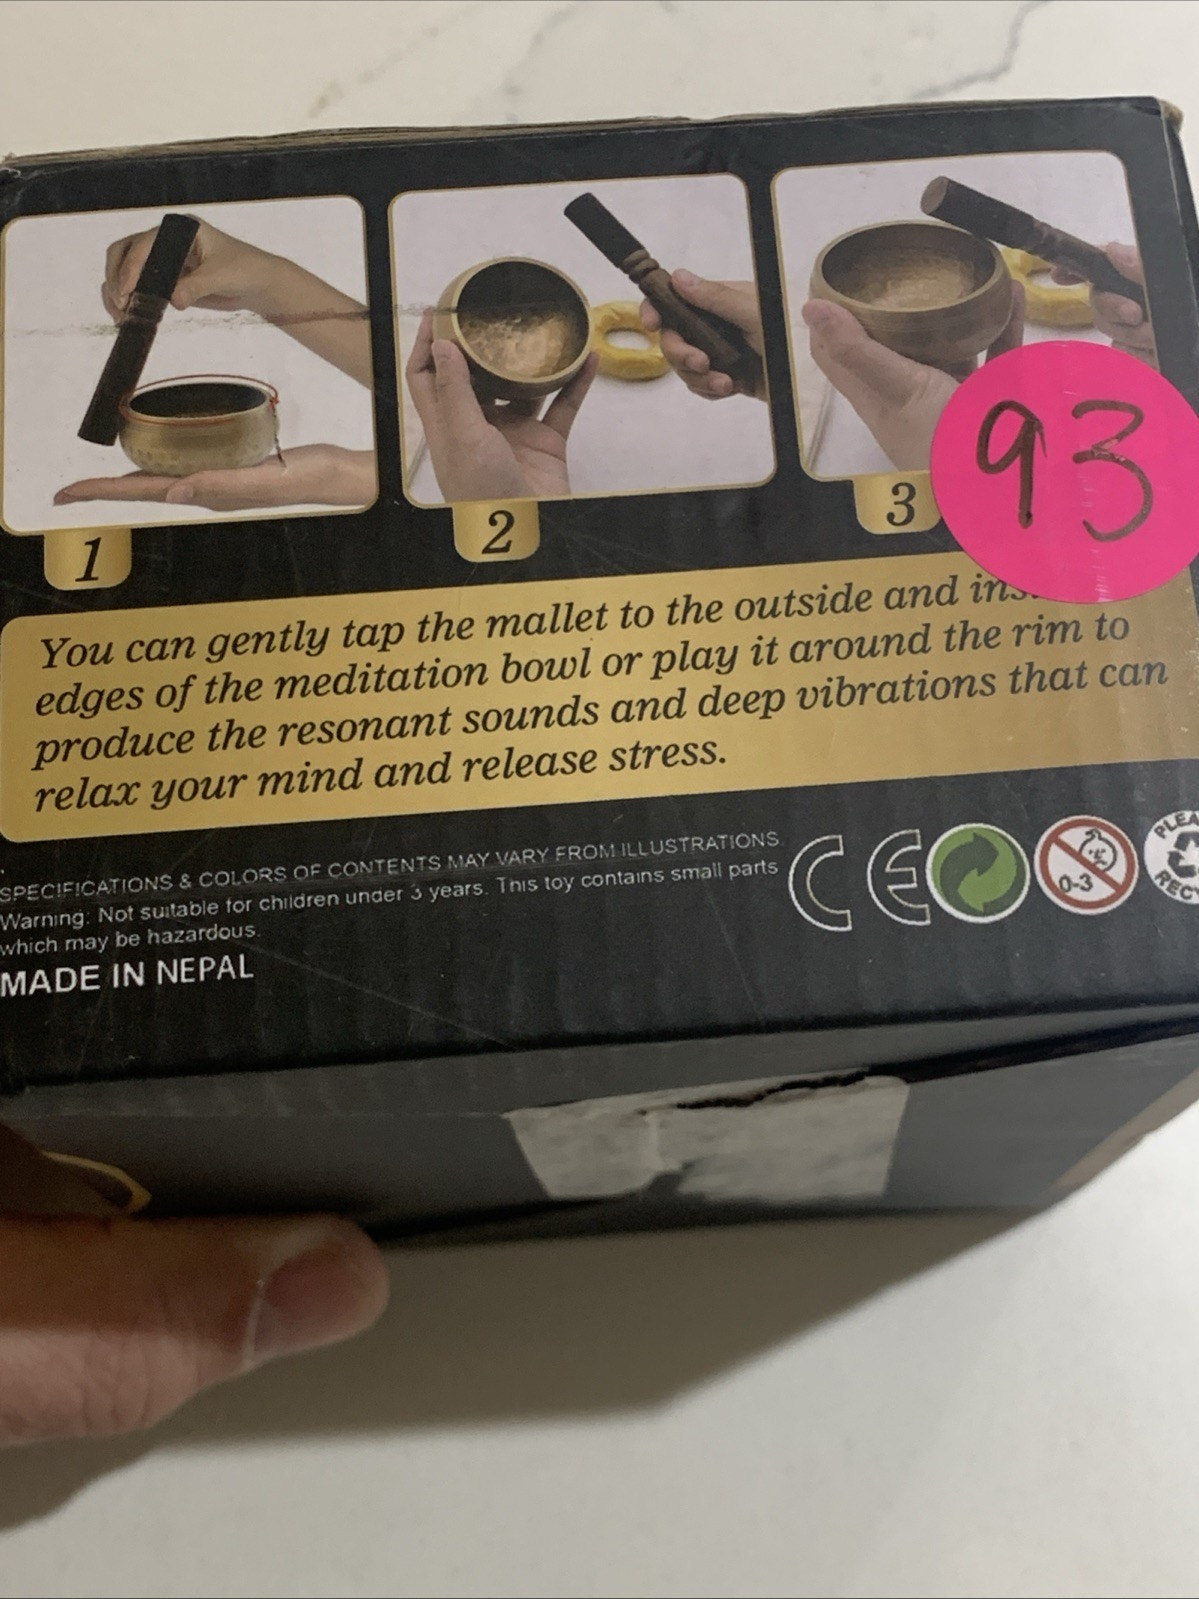 1
2
3
93
You can gently tap the mallet to the outside and
edges of the meditation bowl or play it around the rim to
produce the resonant sounds and deep vibrations that can
relax your mind and release stress.
SPECIFICATIONS & COLORS OF CONTENTS MAY VARY FROM ILLUSTRATIONS.
Warning: Not suitable for children under 3 years. This toy contains small parts
which may be hazardous.
MADE IN NEPAL
CE
0-3